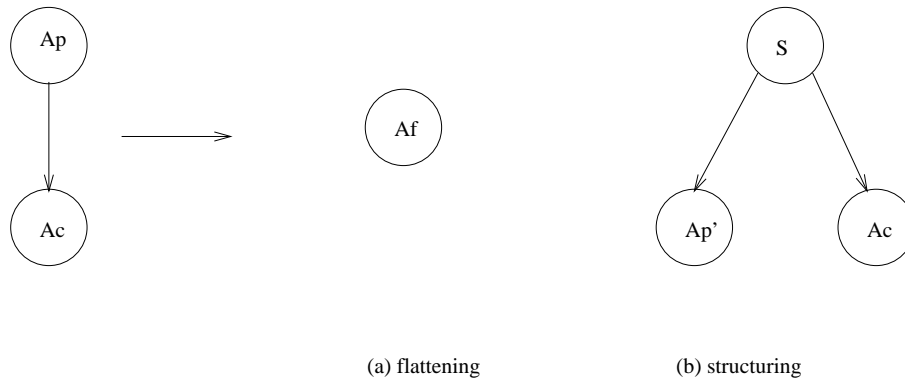 Ap
S
Af
Ac
Ap’
Ac
(a) flattening
(b) structuring